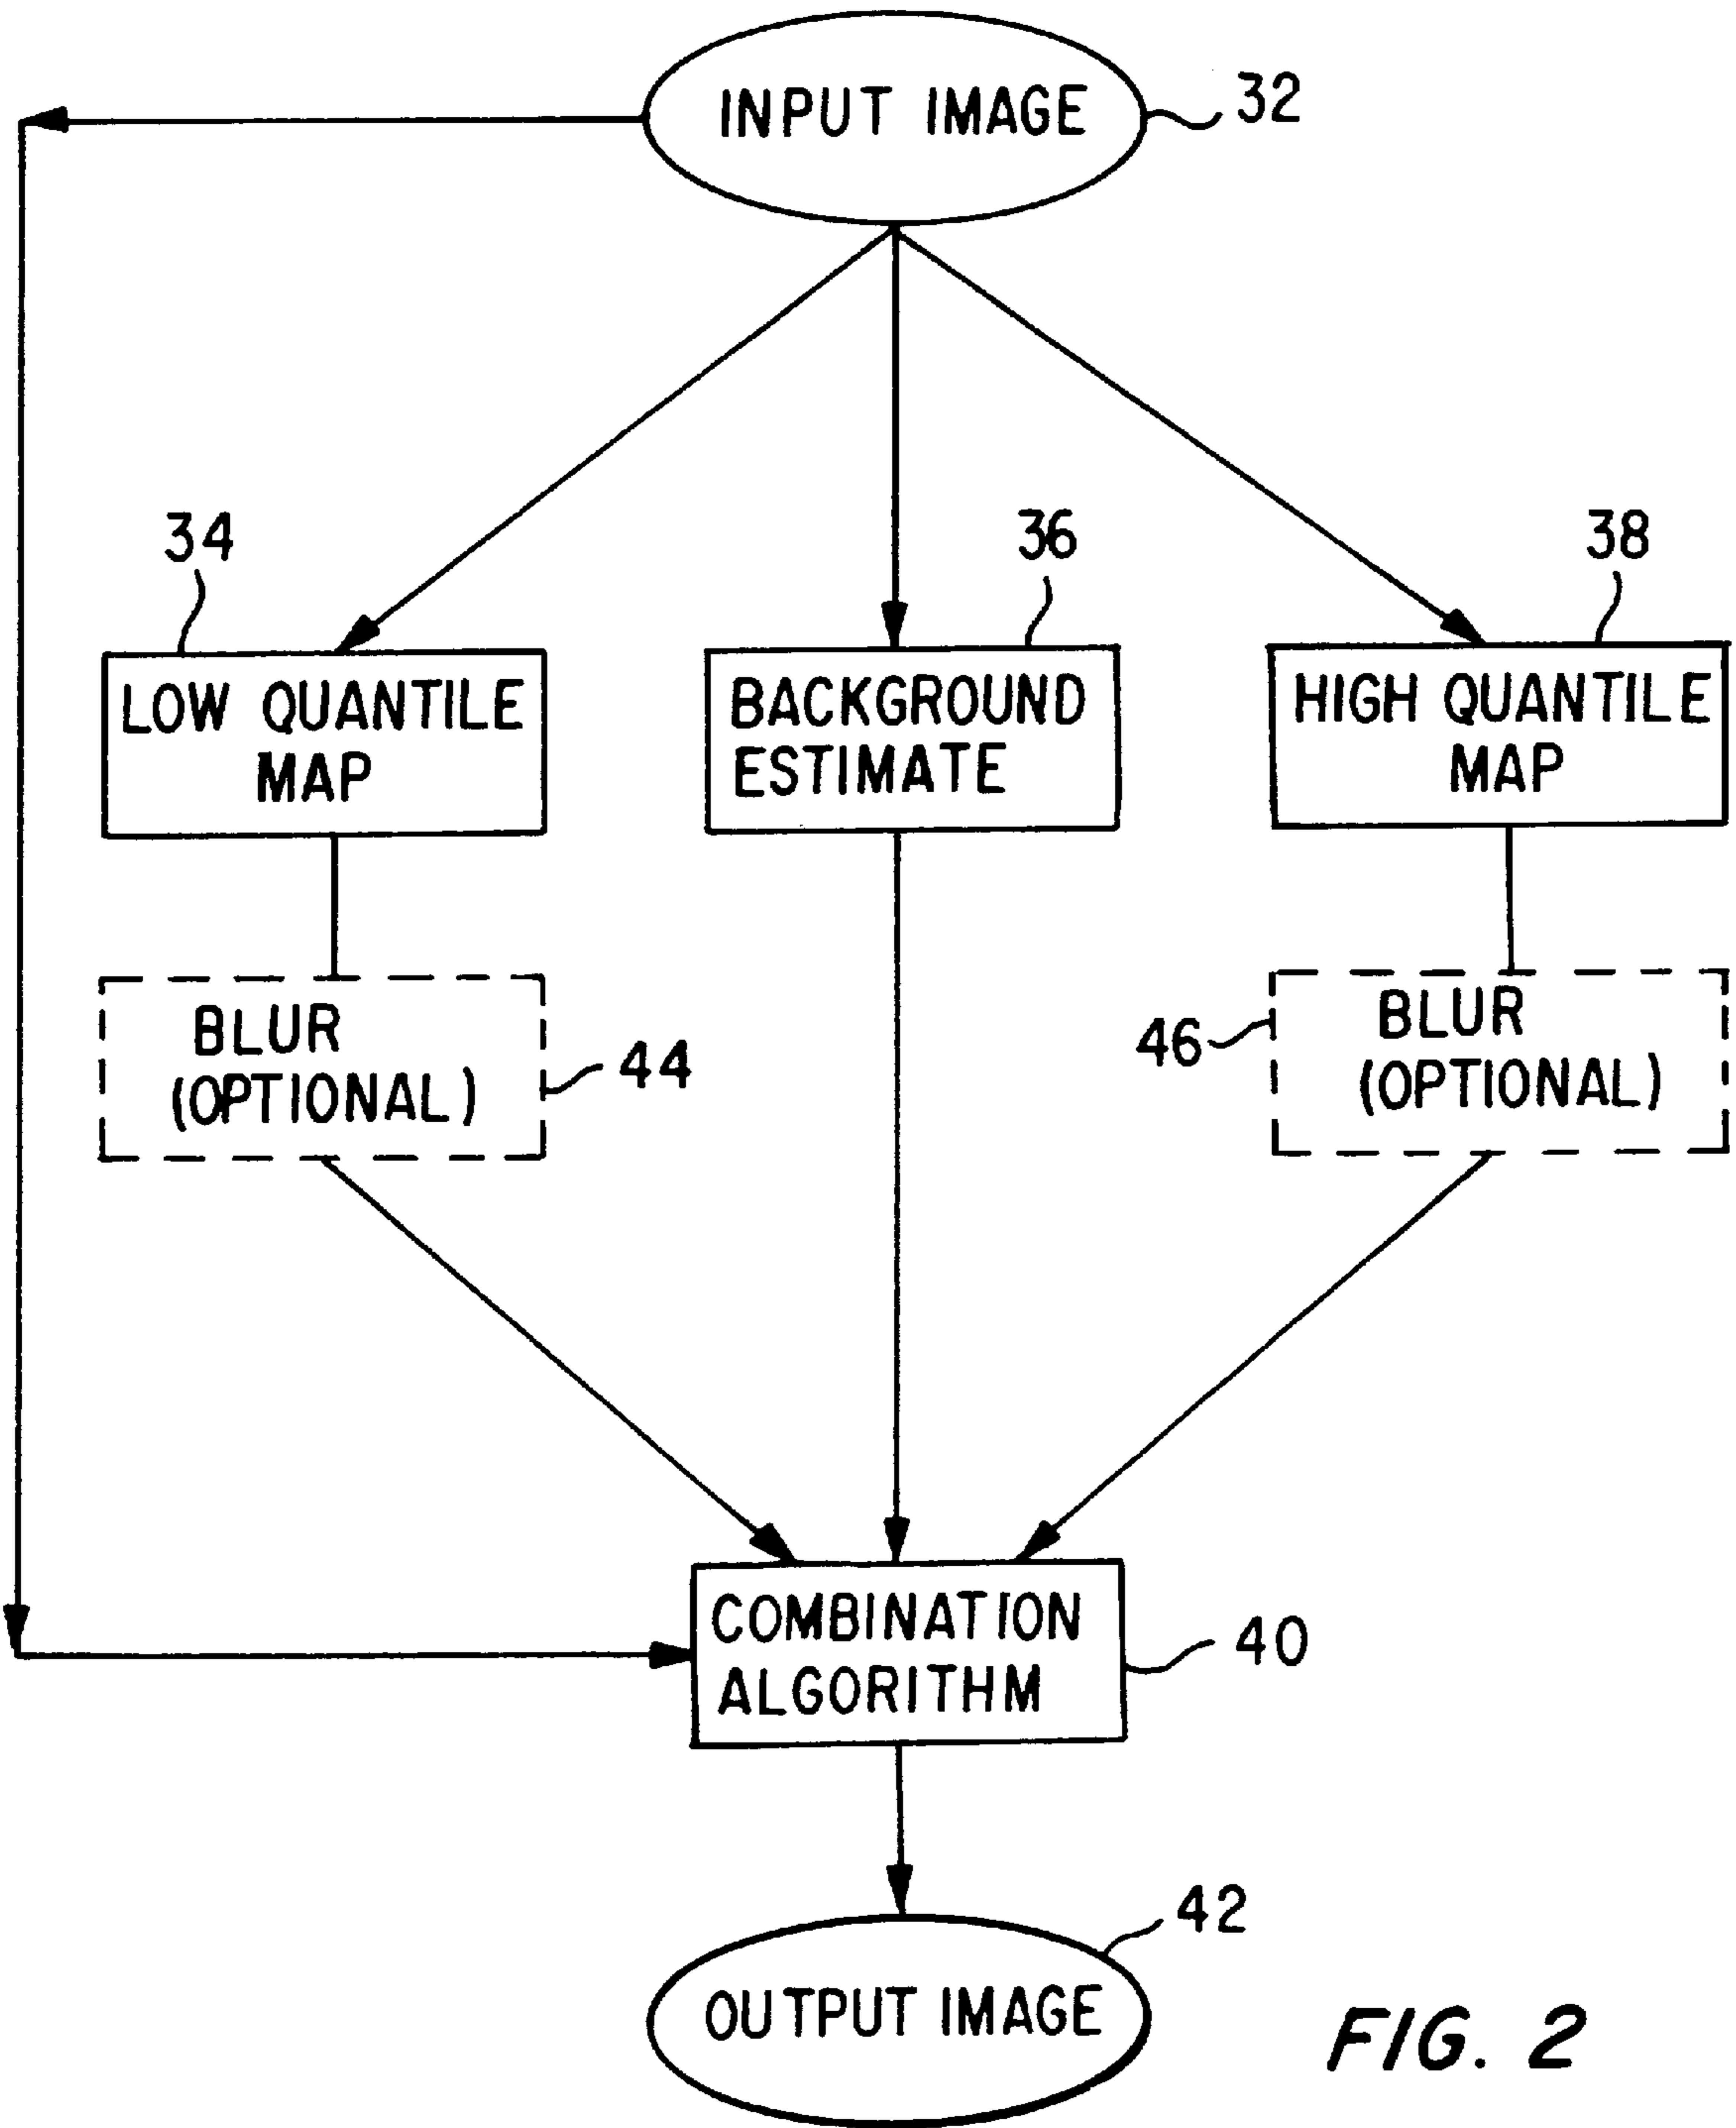 INPUT IMAGE
32
34
36
38
LOW QUANTILE
MAP
BACKGROUND
ESTIMATE
HIGH QUANTILE
MAP
BLUR
(OPTIONAL)
44
46
BLUR
(OPTIONAL)
COMBINATION
ALGORITHM
40
42
OUTPUT IMAGE
FIG. 2